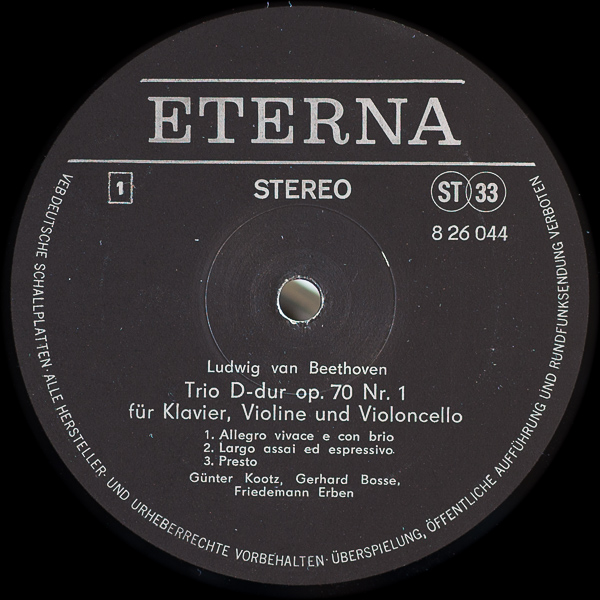 ETERNA
1
STEREO
ST 33
8 26 044
Ludwig van Beethoven
Trio D-dur op. 70 Nr. 1
für Klavier, Violine und Violoncello
1. Allegro vivace e con brio
2. Largo assai ed espressivo
3. Presto
Günter Kootz, Gerhard Bosse,
Friedemann Erben
VEB DEUTSCHE SCHALLPLATTEN · ALLE HERSTELLER- UND URHEBERRECHTE VORBEHALTEN · ÜBERSPIELUNG, ÖFFENTLICHE AUFFÜHRUNG UND RUNDFUNKSENDUNG VERBOTEN